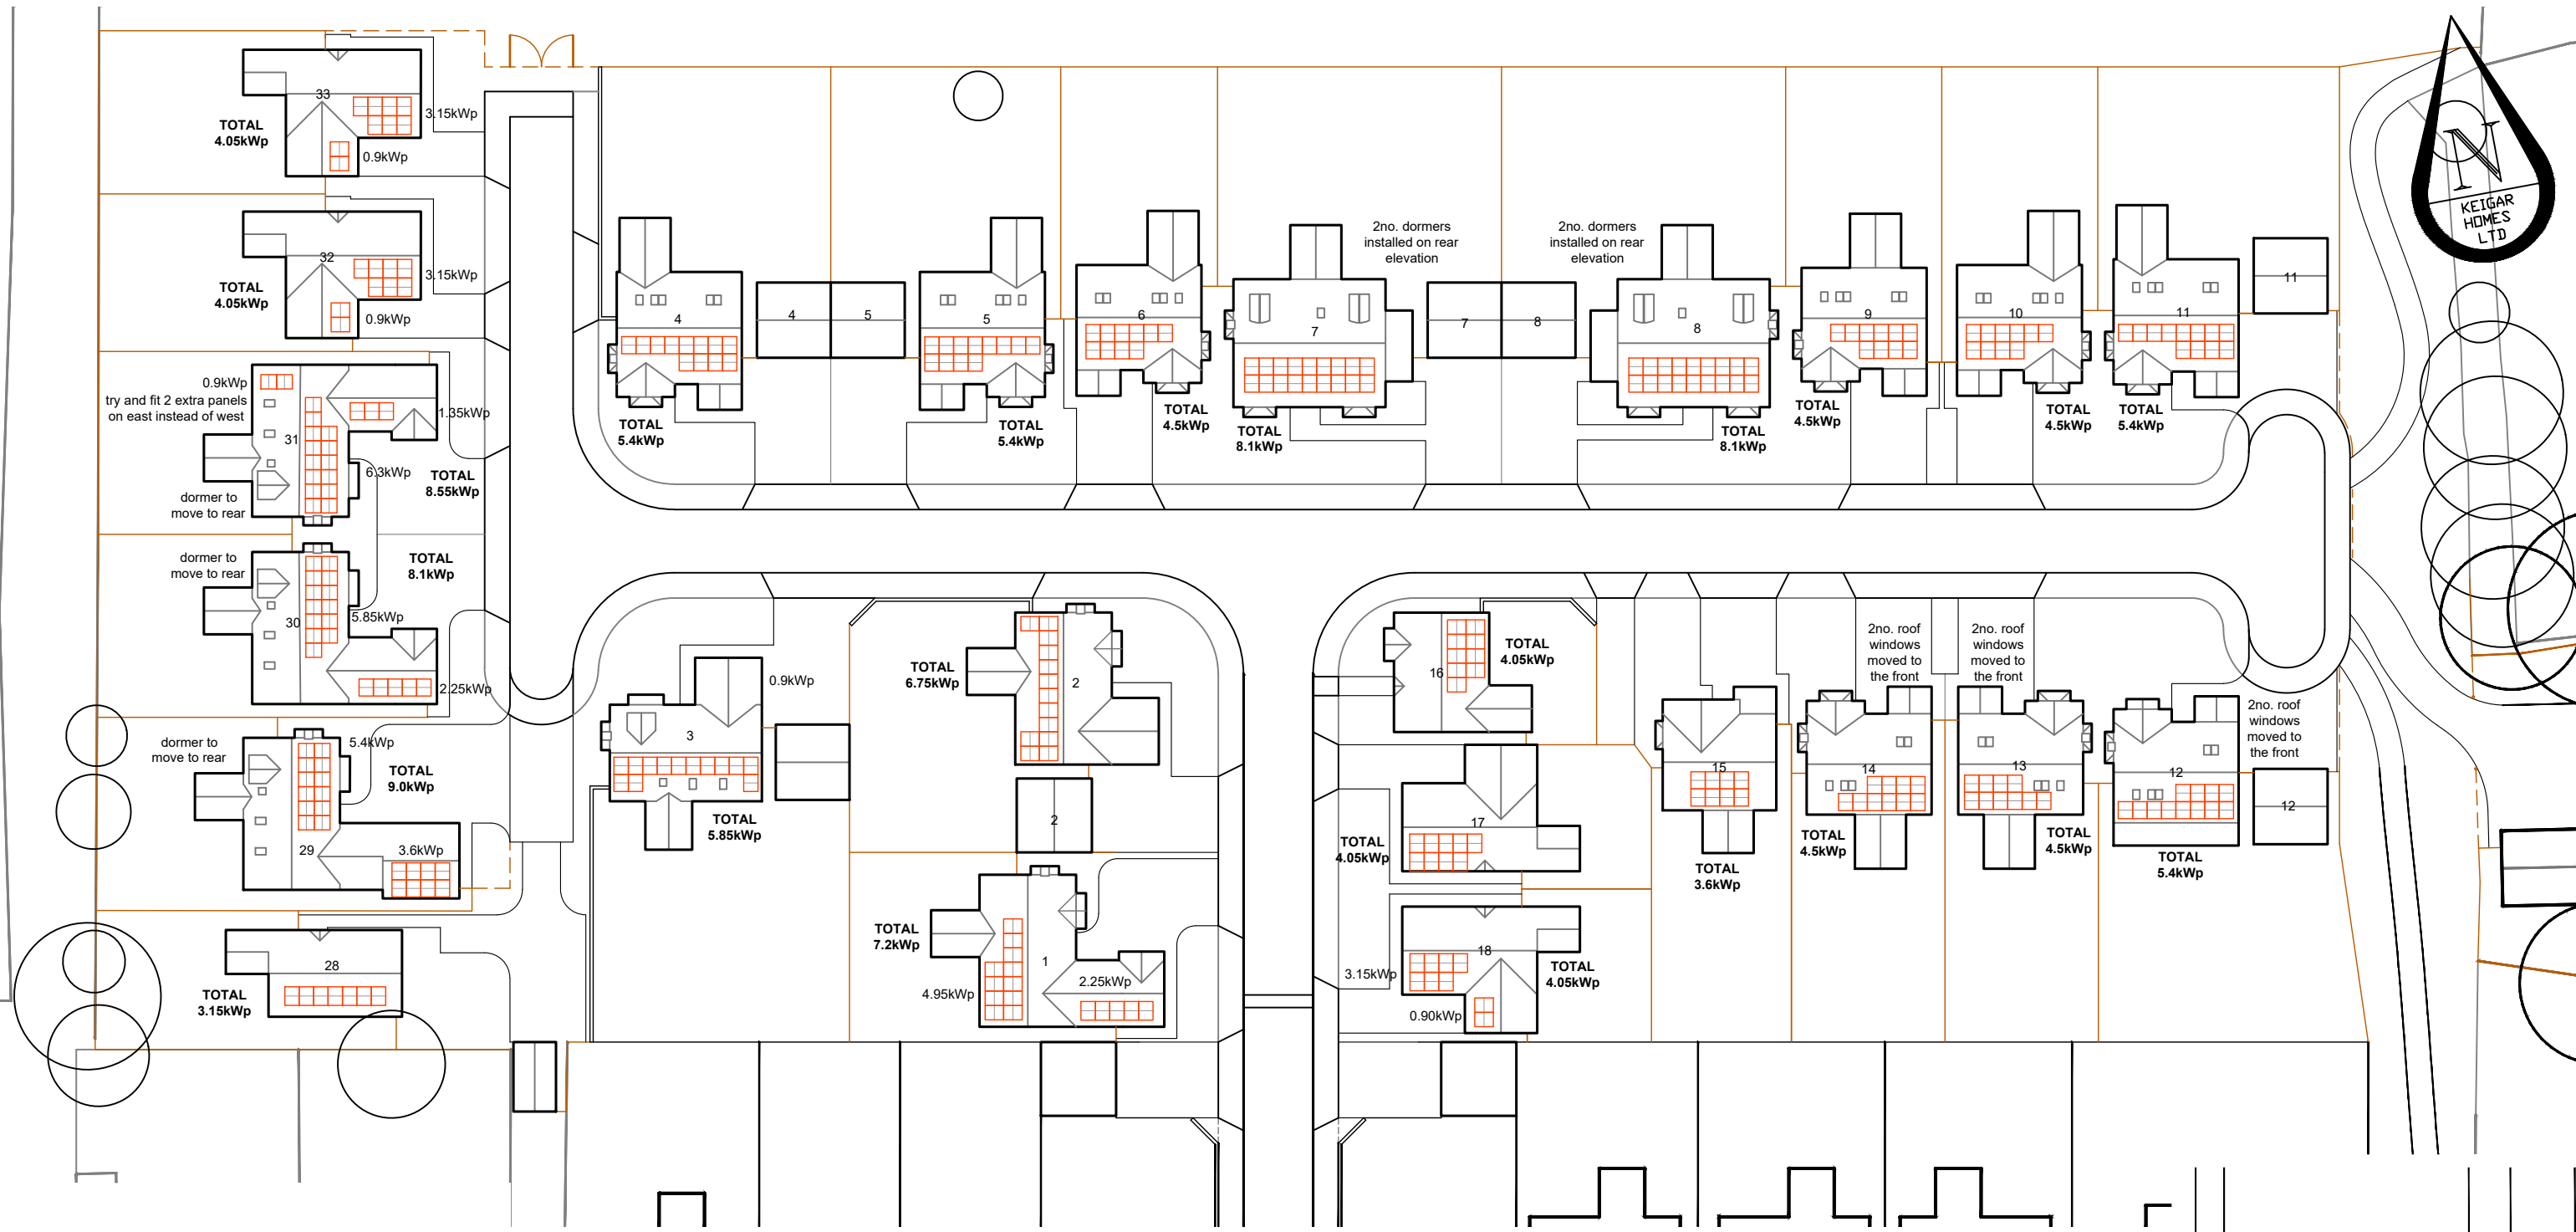 33
3.15kWp
TOTAL
4.05kWp
0.9kWp
32
3.15kWp
TOTAL
4.05kWp
0.9kWp
0.9kWp
try and fit 2 extra panels
on east instead of west
1.35kWp
31
6.3kWp
TOTAL
8.55kWp
dormer to
move to rear
dormer to
move to rear
TOTAL
8.1kWp
5.85kWp
30
2.25kWp
dormer to
move to rear
5.4kWp
TOTAL
9.0kWp
29
3.6kWp
28
TOTAL
3.15kWp
4
TOTAL
5.4kWp
4
5
5
TOTAL
5.4kWp
6
TOTAL
4.5kWp
2no. dormers
installed on rear
elevation
7
TOTAL
8.1kWp
7
8
2no. dormers
installed on rear
elevation
8
TOTAL
8.1kWp
9
TOTAL
4.5kWp
10
TOTAL
4.5kWp
11
TOTAL
5.4kWp
11
N
KEIGAR
HOMES
LTD
3
0.9kWp
TOTAL
5.85kWp
TOTAL
6.75kWp
2
2
TOTAL
7.2kWp
1
4.95kWp
2.25kWp
16
TOTAL
4.05kWp
17
TOTAL
4.05kWp
18
3.15kWp
TOTAL
4.05kWp
0.90kWp
15
TOTAL
3.6kWp
2no. roof
windows
moved to
the front
14
TOTAL
4.5kWp
2no. roof
windows
moved to
the front
13
TOTAL
4.5kWp
12
TOTAL
5.4kWp
2no. roof
windows
moved to
the front
12